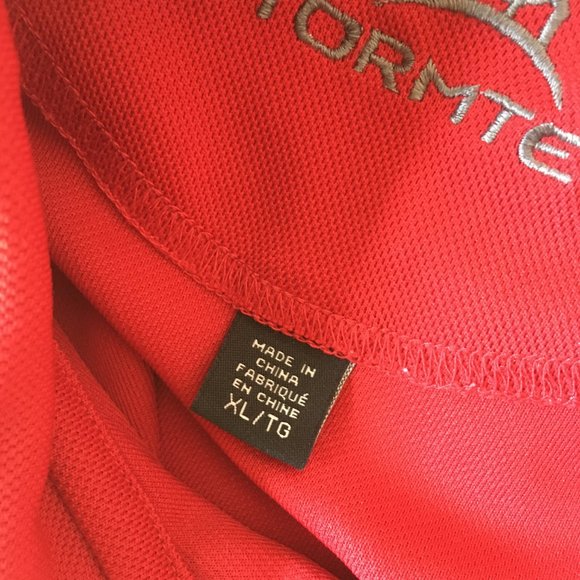 TORMTE
MADE IN
CHINA
FABRIQUÉ
EN CHINE
XL/TG